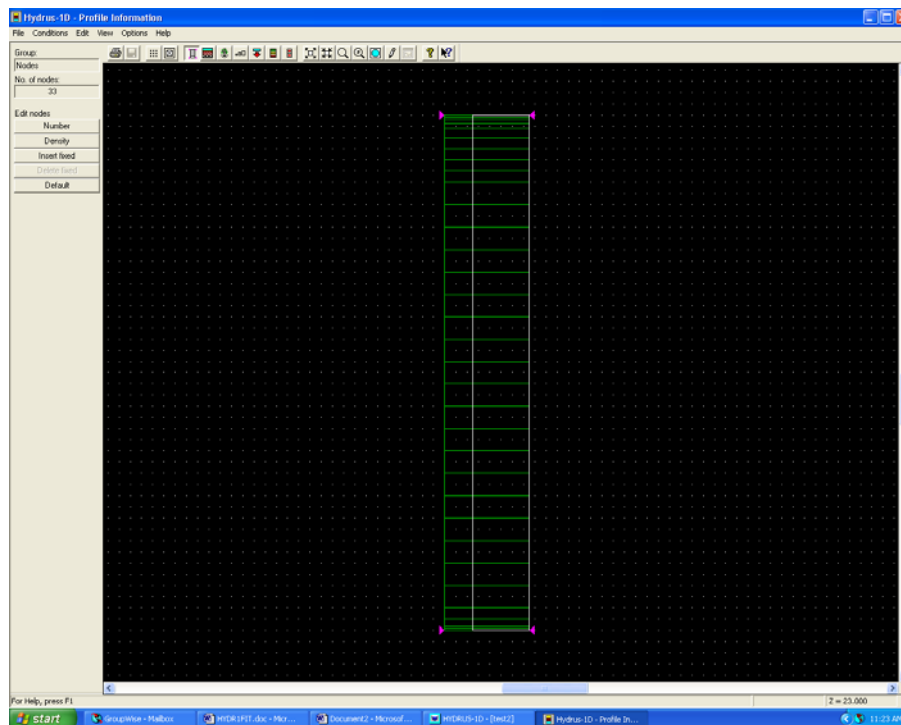 Hydrus-1D - Profile Information
File Conditions Edit View Options Help
Group:
Nodes
No. of nodes:
33
Edit nodes
Number
Density
Insert fixed
Delete fixed
Default
For Help, press F1
Z = 23.000
start
GroupWise - Mailbox
HYDR1FIT.doc - Micr...
Document2 - Microsof...
HYDRUS-1D - [test2]
Hydrus-1D - Profile In...
11:23 AM